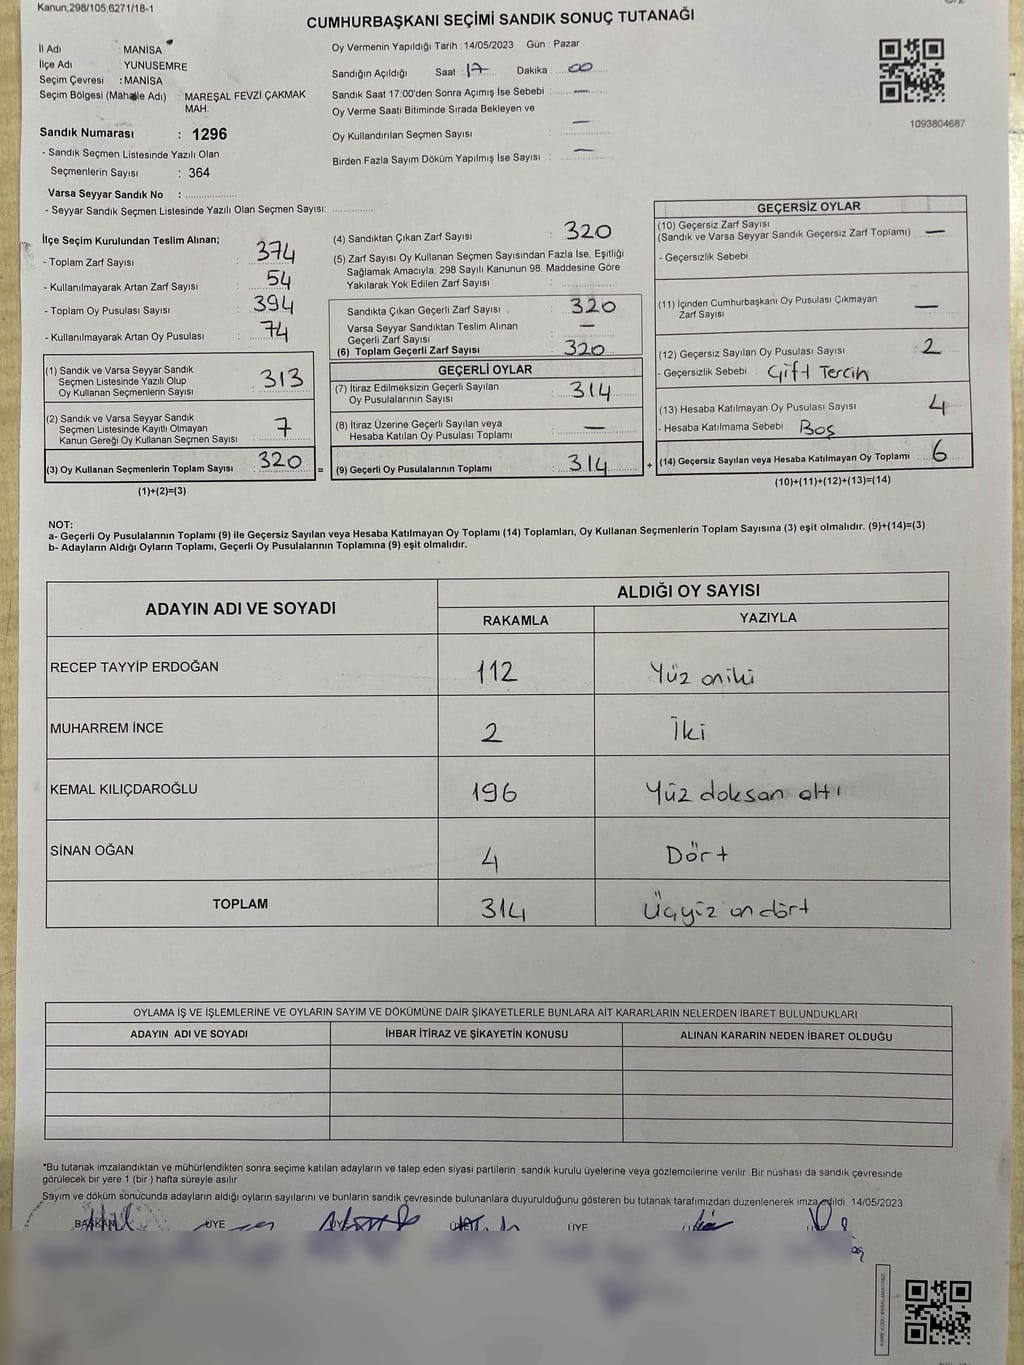 Kanun;298/105;6271/18-1
CUMHURBAŞKANI SEÇİMİ SANDIK SONUÇ TUTANAĞI
İl Adı : MANİSA
İlçe Adı : YUNUSEMRE
Seçim Çevresi : MANİSA
Seçim Bölgesi (Mahalle Adı) : MAREŞAL FEVZİ ÇAKMAK
MAH.
Sandık Numarası : 1296
- Sandık Seçmen Listesinde Yazılı Olan
Seçmenlerin Sayısı : 364
Varsa Seyyar Sandık No :
- Seyyar Sandık Seçmen Listesinde Yazılı Olan Seçmen Sayısı:
Oy Vermenin Yapıldığı Tarih : 14/05/2023 Gün : Pazar
Sandığın Açıldığı Saat : 17 Dakika : 00
Sandık Saat 17:00'den Sonra Açımış İse Sebebi : —
Oy Verme Saati Bitiminde Sırada Bekleyen ve
Oy Kullandırılan Seçmen Sayısı : —
Birden Fazla Sayım Döküm Yapılmış İse Sayısı : —
1093804687
İlçe Seçim Kurulundan Teslim Alınan;
- Toplam Zarf Sayısı : 374
- Kullanılmayarak Artan Zarf Sayısı : 54
- Toplam Oy Pusulası Sayısı : 394
- Kullanılmayarak Artan Oy Pusulası : 74
(1) Sandık ve Varsa Seyyar Sandık
Seçmen Listesinde Yazılı Olup
Oy Kullanan Seçmenlerin Sayısı : 313
(2) Sandık ve Varsa Seyyar Sandık
Seçmen Listesinde Kayıtlı Olmayan
Kanun Gereği Oy Kullanan Seçmen Sayısı : 7
(3) Oy Kullanan Seçmenlerin Toplam Sayısı : 320
(1)+(2)=(3)
(4) Sandıktan Çıkan Zarf Sayısı : 320
(5) Zarf Sayısı Oy Kullanan Seçmen Sayısından Fazla İse, Eşitliği
Sağlamak Amacıyla; 298 Sayılı Kanunun 98. Maddesine Göre
Yakılarak Yok Edilen Zarf Sayısı :
Sandıkta Çıkan Geçerli Zarf Sayısı : 320
Varsa Seyyar Sandıktan Teslim Alınan
Geçerli Zarf Sayısı : —
(6) Toplam Geçerli Zarf Sayısı : 320
GEÇERLİ OYLAR
(7) İtiraz Edilmeksizin Geçerli Sayılan
Oy Pusulalarının Sayısı : 314
(8) İtiraz Üzerine Geçerli Sayılan veya
Hesaba Katılan Oy Pusulası Toplamı : —
= (9) Geçerli Oy Pusulalarının Toplamı : 314
GEÇERSİZ OYLAR
(10) Geçersiz Zarf Sayısı
(Sandık ve Varsa Seyyar Sandık Geçersiz Zarf Toplamı) : —
- Geçersizlik Sebebi
(11) İçinden Cumhurbaşkanı Oy Pusulası Çıkmayan
Zarf Sayısı : —
(12) Geçersiz Sayılan Oy Pusulası Sayısı : 2
- Geçersizlik Sebebi : Çift Tercih
(13) Hesaba Katılmayan Oy Pusulası Sayısı : 4
- Hesaba Katılmama Sebebi : Boş
+ (14) Geçersiz Sayılan veya Hesaba Katılmayan Oy Toplamı : 6
(10)+(11)+(12)+(13)=(14)
NOT:
a- Geçerli Oy Pusulalarının Toplamı (9) ile Geçersiz Sayılan veya Hesaba Katılmayan Oy Toplamı (14) Toplamları, Oy Kullanan Seçmenlerin Toplam Sayısına (3) eşit olmalıdır. (9)+(14)=(3)
b- Adayların Aldığı Oyların Toplamı, Geçerli Oy Pusulalarının Toplamına (9) eşit olmalıdır.
ADAYIN ADI VE SOYADI
ALDIĞI OY SAYISI
RAKAMLA YAZIYLA
RECEP TAYYİP ERDOĞAN 112 Yüz oniki
MUHARREM İNCE 2 İki
KEMAL KILIÇDAROĞLU 196 Yüz doksan altı
SİNAN OĞAN 4 Dört
TOPLAM 314 Üçyüz on dört
OYLAMA İŞ VE İŞLEMLERİNE VE OYLARIN SAYIM VE DÖKÜMÜNE DAİR ŞİKAYETLERLE BUNLARA AİT KARARLARIN NELERDEN İBARET BULUNDUKLARI
ADAYIN ADI VE SOYADI İHBAR İTİRAZ VE ŞİKAYETİN KONUSU ALINAN KARARIN NEDEN İBARET OLDUĞU
*Bu tutanak imzalandıktan ve mühürlendikten sonra seçime katılan adayların ve talep eden siyasi partilerin sandık kurulu üyelerine veya gözlemcilerine verilir. Bir nüshası da sandık çevresinde
görülecek bir yere 1 (bir ) hafta süreyle asılır.
Sayım ve döküm sonucunda adayların aldığı oyların sayılarını ve bunların sandık çevresinde bulunanlara duyurulduğunu gösteren bu tutanak tarafımızdan düzenlenerek imza edildi. 14/05/2023
BAŞKAN ÜYE ÜYE ÜYE